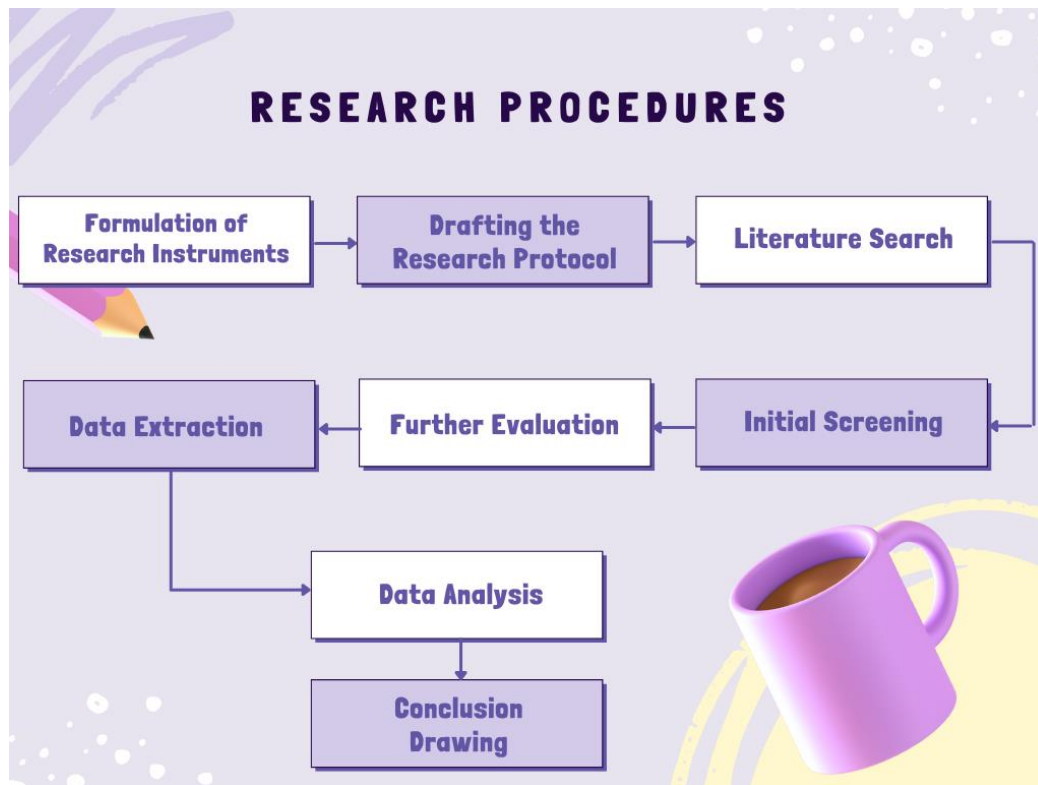 RESEARCH PROCEDURES
Formulation of
Research Instruments
Drafting the
Research Protocol
Literature Search
Initial Screening
Further Evaluation
Data Extraction
Data Analysis
Conclusion
Drawing